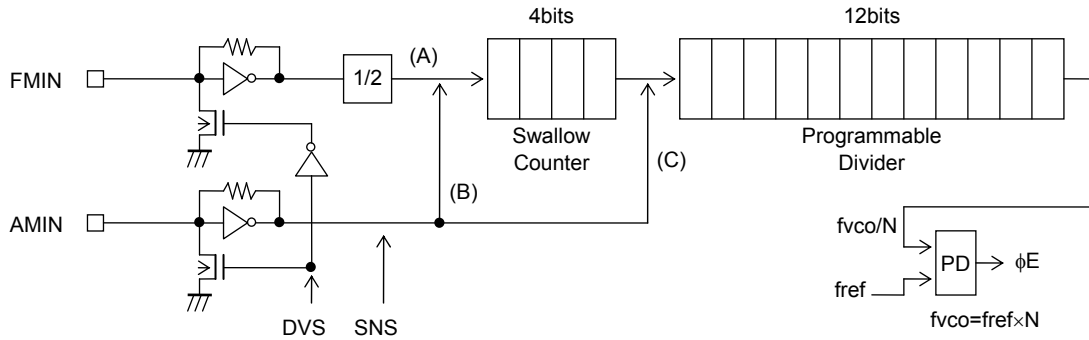 4bits
12bits
FMIN
1/2
(A)
Swallow
Counter
Programmable
Divider
(C)
(B)
AMIN
fvco/N
PD
φE
fref
DVS
SNS
fvco=fref×N